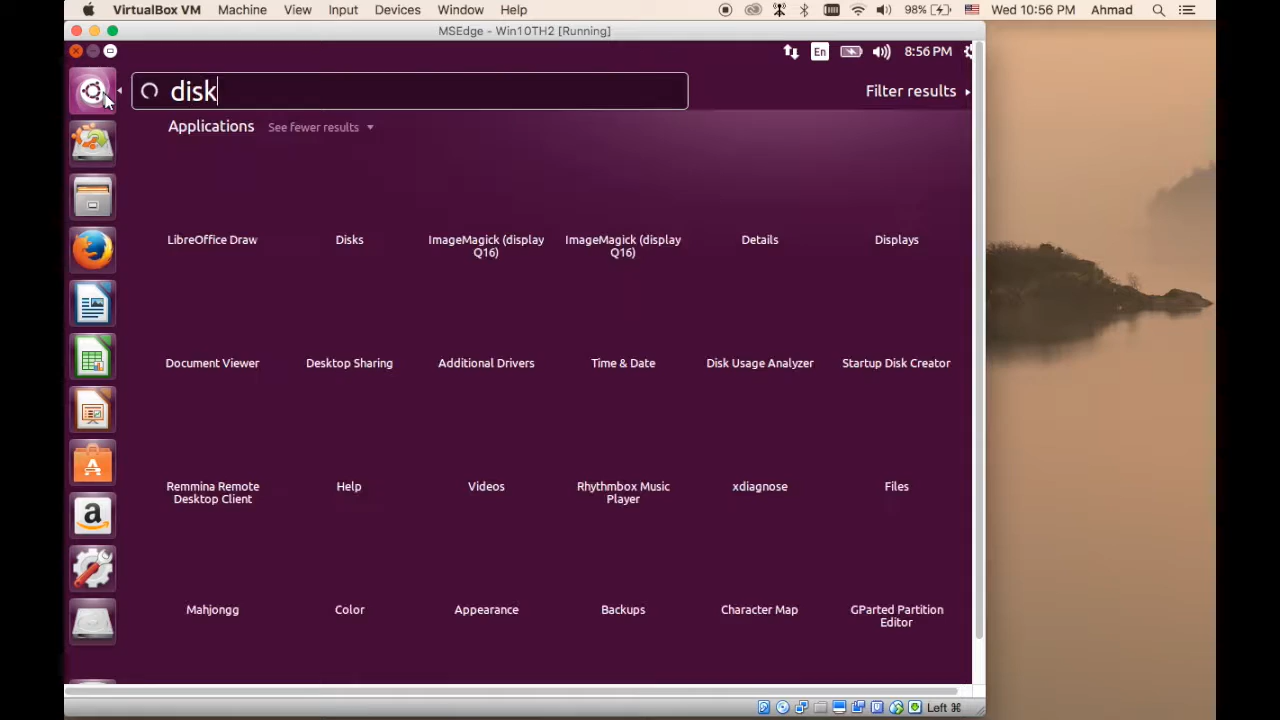 VirtualBox VM Machine View Input Devices Window Help 98% Wed 10:56 PM Ahmad
MSEdge - Win10TH2 [Running]
En 8:56 PM
disk
Filter results
Applications See fewer results
LibreOffice Draw
Disks
ImageMagick (display
Q16)
ImageMagick (display
Q16)
Details
Displays
Document Viewer
Desktop Sharing
Additional Drivers
Time & Date
Disk Usage Analyzer
Startup Disk Creator
Remmina Remote
Desktop Client
Help
Videos
Rhythmbox Music
Player
xdiagnose
Files
Mahjongg
Color
Appearance
Backups
Character Map
GParted Partition
Editor
Left ⌘